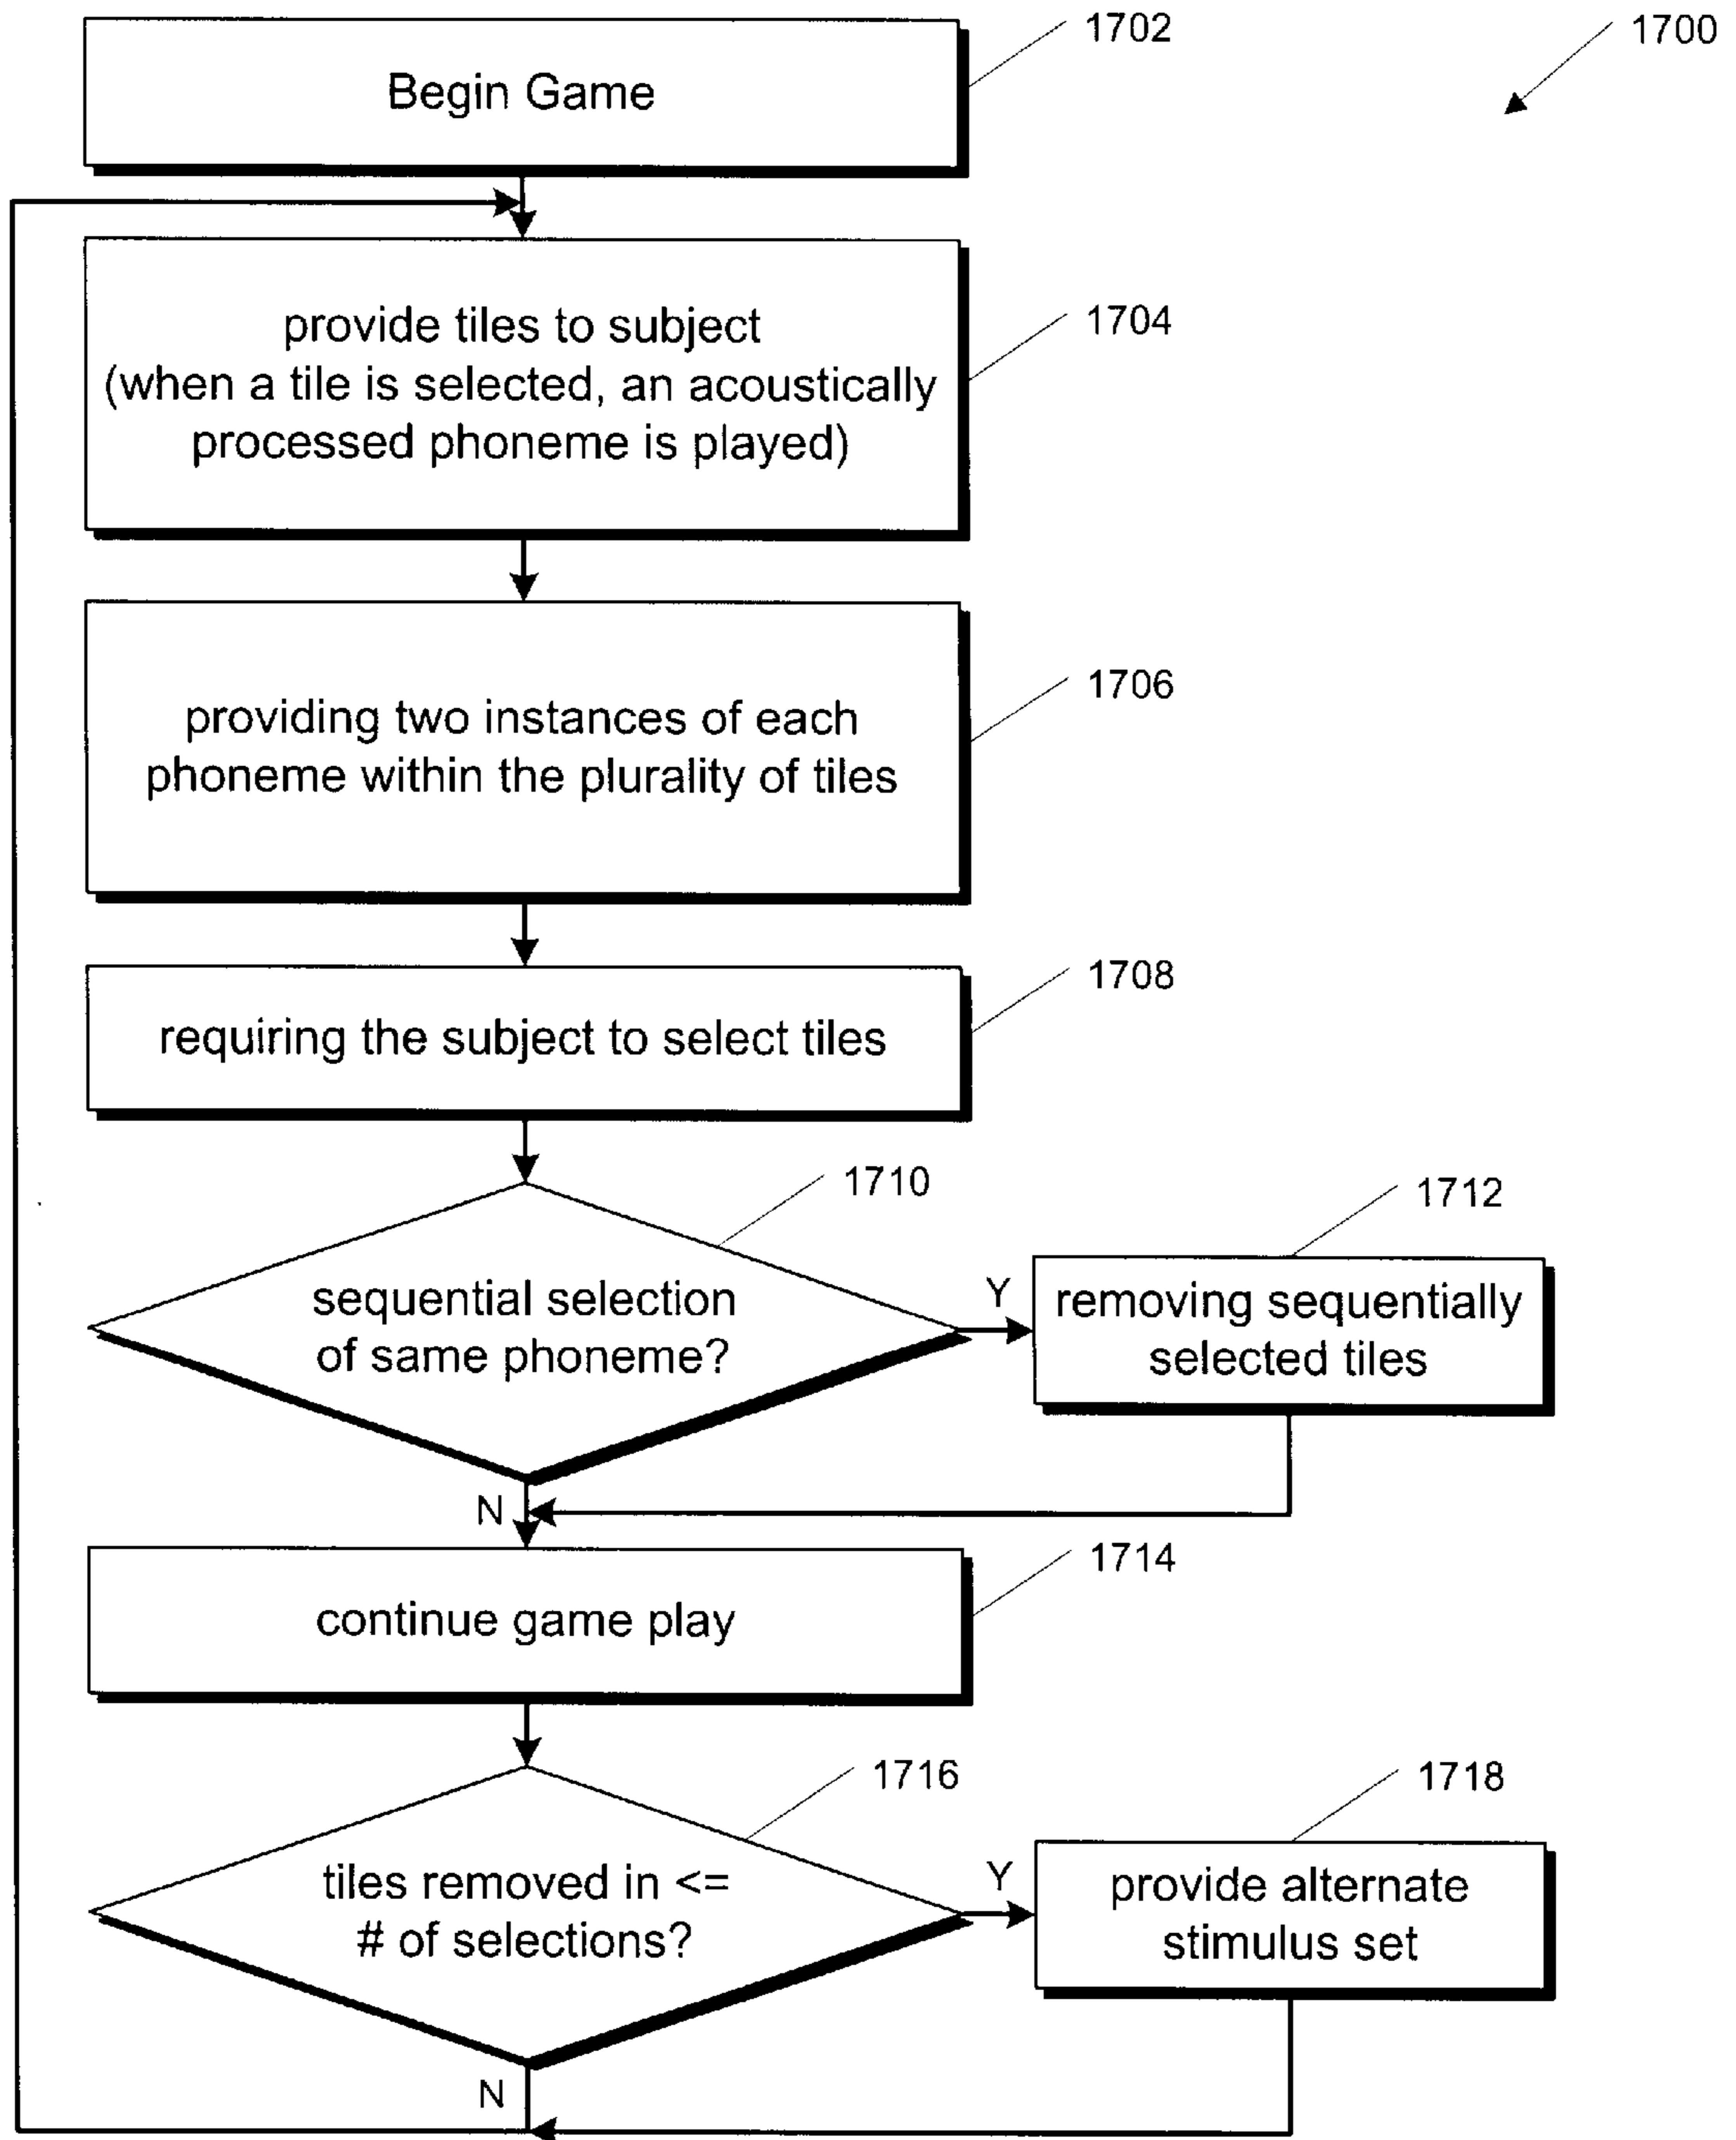 1702
1700
Begin Game
provide tiles to subject
(when a tile is selected, an acoustically
processed phoneme is played)
1704
providing two instances of each
phoneme within the plurality of tiles
1706
requiring the subject to select tiles
1708
1710
sequential selection
of same phoneme?
Y
1712
removing sequentially
selected tiles
N
1714
continue game play
1716
tiles removed in <=
# of selections?
Y
1718
provide alternate
stimulus set
N